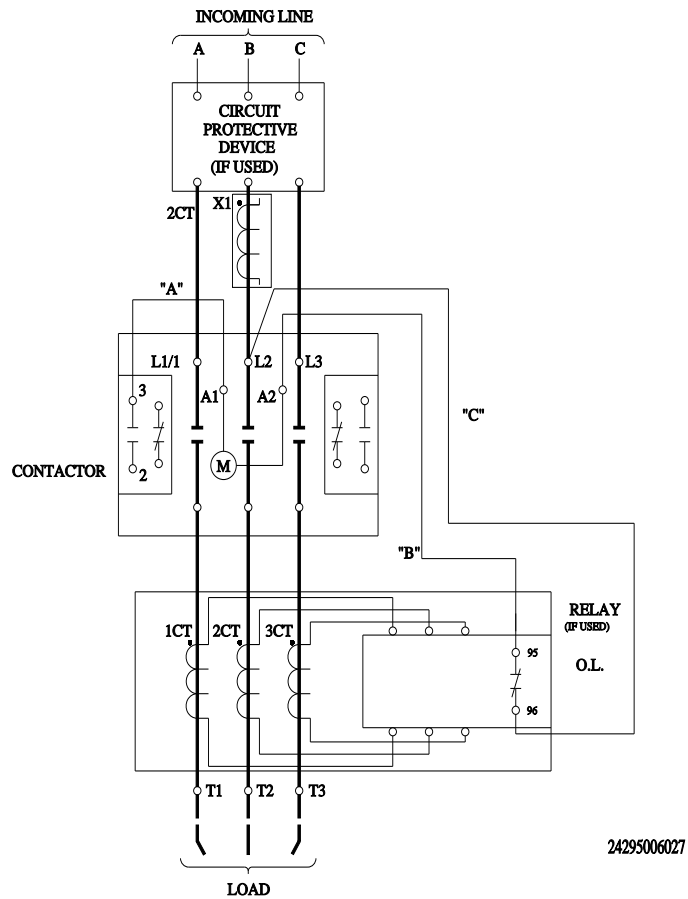 INCOMING LINE
A B C
CIRCUIT
PROTECTIVE
DEVICE
(IF USED)
2CT X1
"A"
L1/1 L2 L3
3 A1 A2
"C"
M
2
CONTACTOR
"B"
RELAY
(IF USED)
1CT 2CT 3CT
95
O.L.
96
T1 T2 T3
24295006027
LOAD